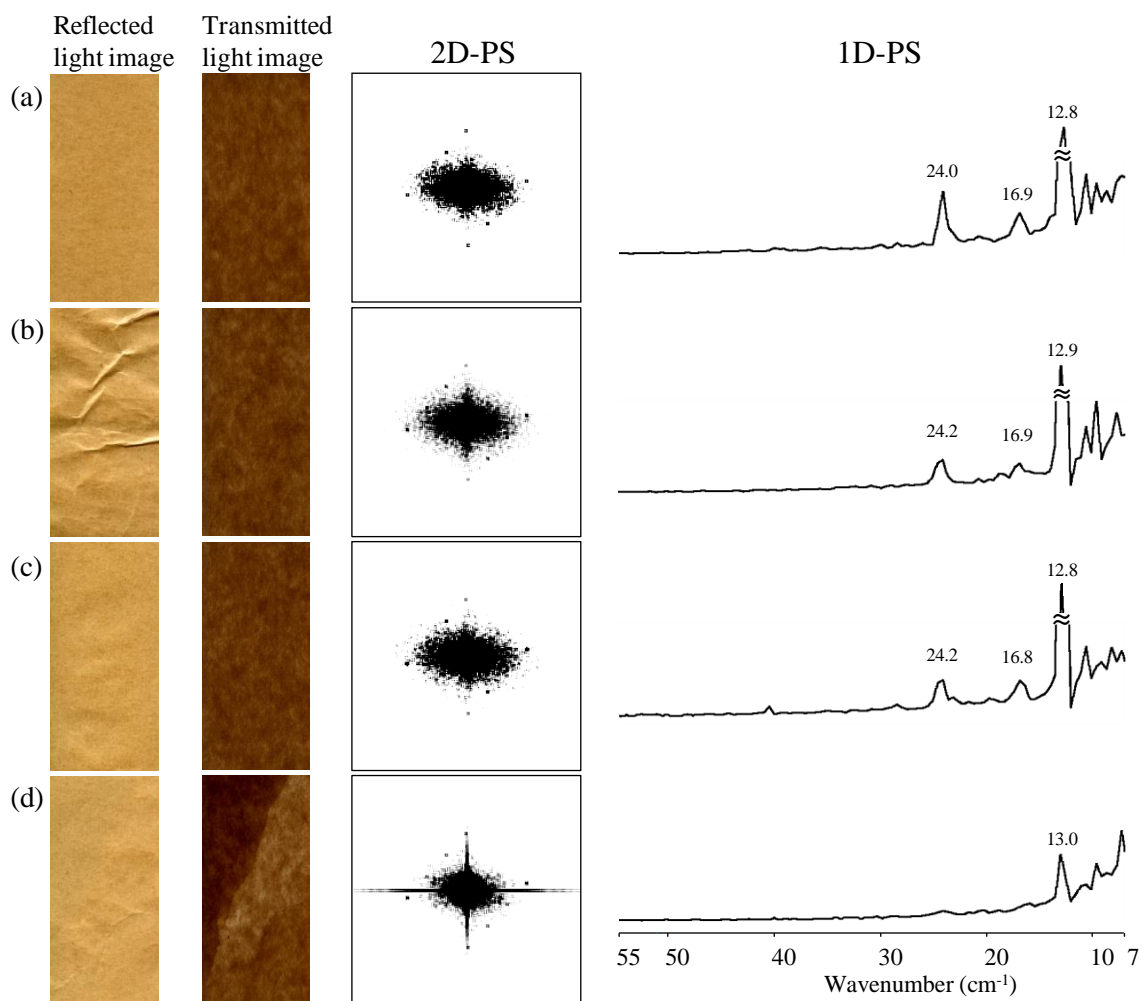 Reflected
light image
Transmitted
light image
2D-PS
1D-PS
(a)
12.8
24.0
16.9
(b)
12.9
24.2
16.9
(c)
12.8
24.2
16.8
(d)
13.0
55 50 40 30 20 10 7
Wavenumber (cm⁻¹)